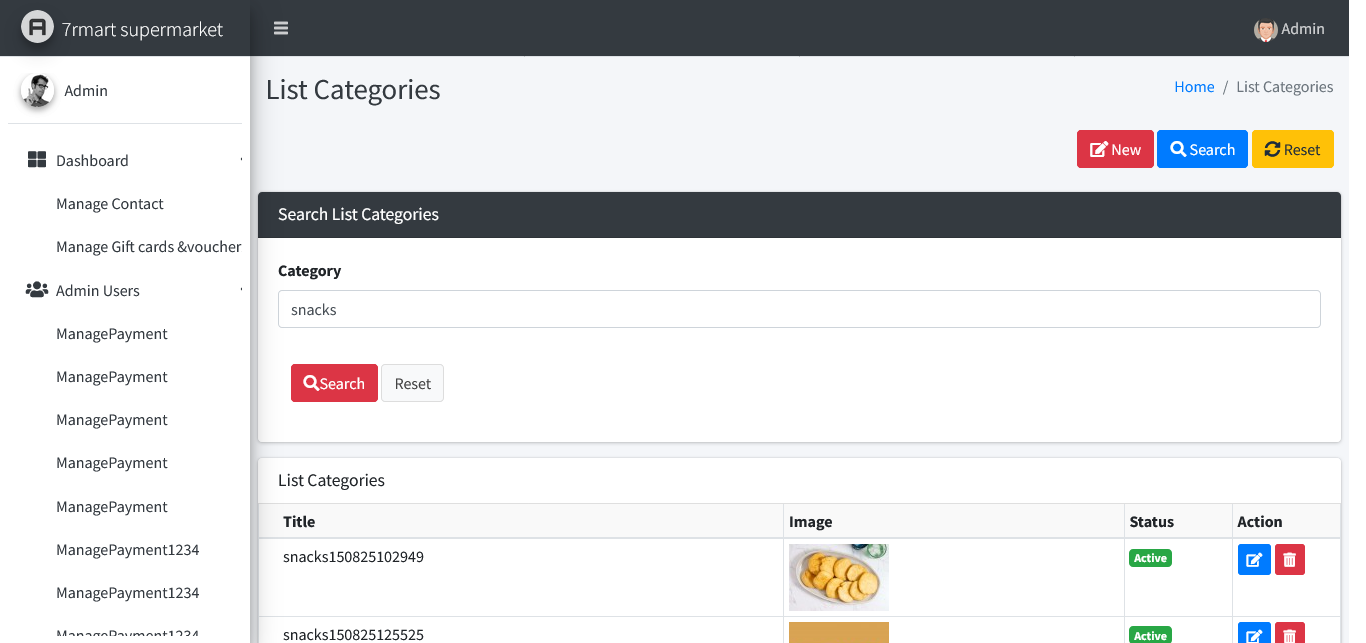 7rmart supermarket
Admin
Admin
List Categories
Home / List Categories
New Search Reset
Dashboard
Manage Contact
Manage Gift cards &voucher
Admin Users
ManagePayment
ManagePayment
ManagePayment
ManagePayment
ManagePayment
ManagePayment1234
ManagePayment1234
ManagePayment1234
Search List Categories
Category
snacks
Search Reset
List Categories
Title Image Status Action
snacks150825102949 Active
snacks150825125525 Active